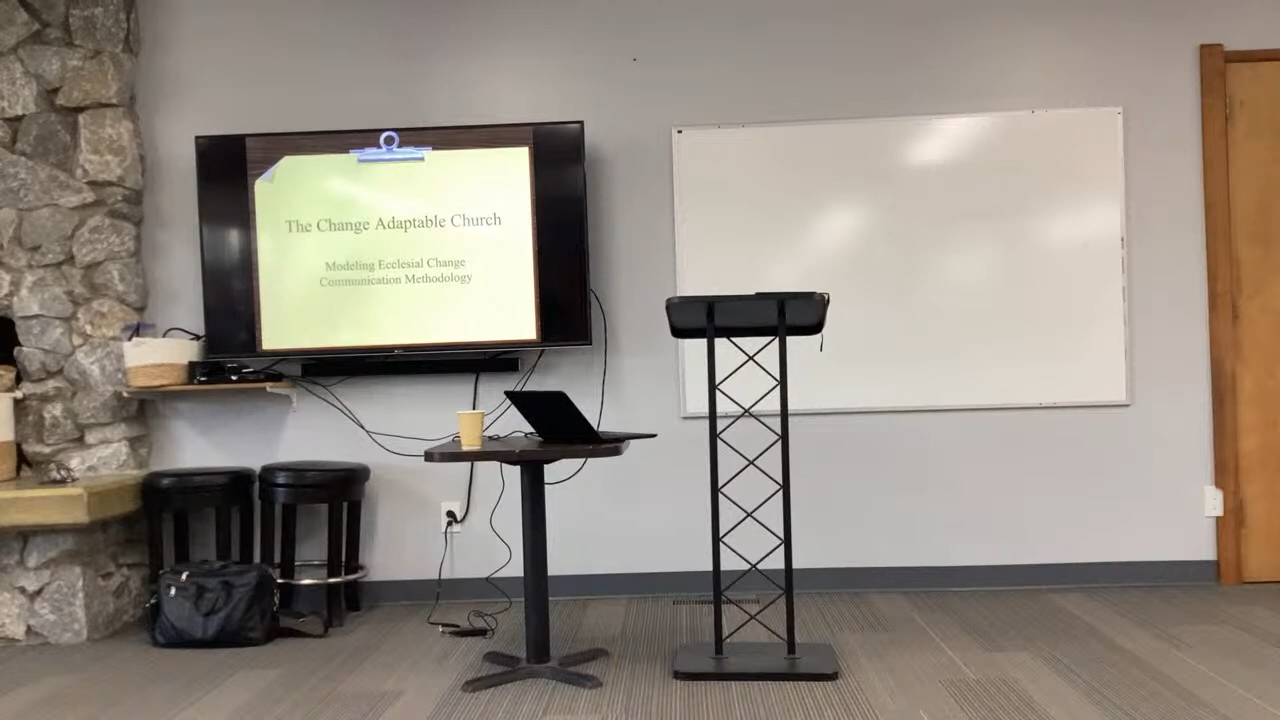 The Change Adaptable Church
Modeling Ecclesial Change
Communication Methodology